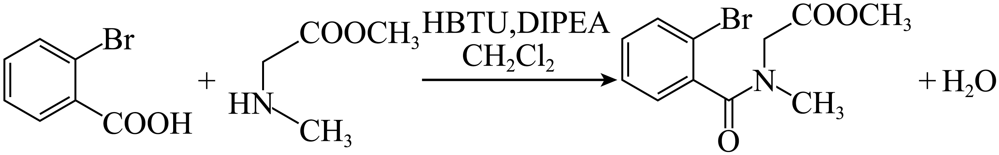 Br
COOH
+
COOCH₃
HN
CH₃
HBTU,DIPEA
CH₂Cl₂
Br
COOCH₃
N
CH₃
O
+ H₂O